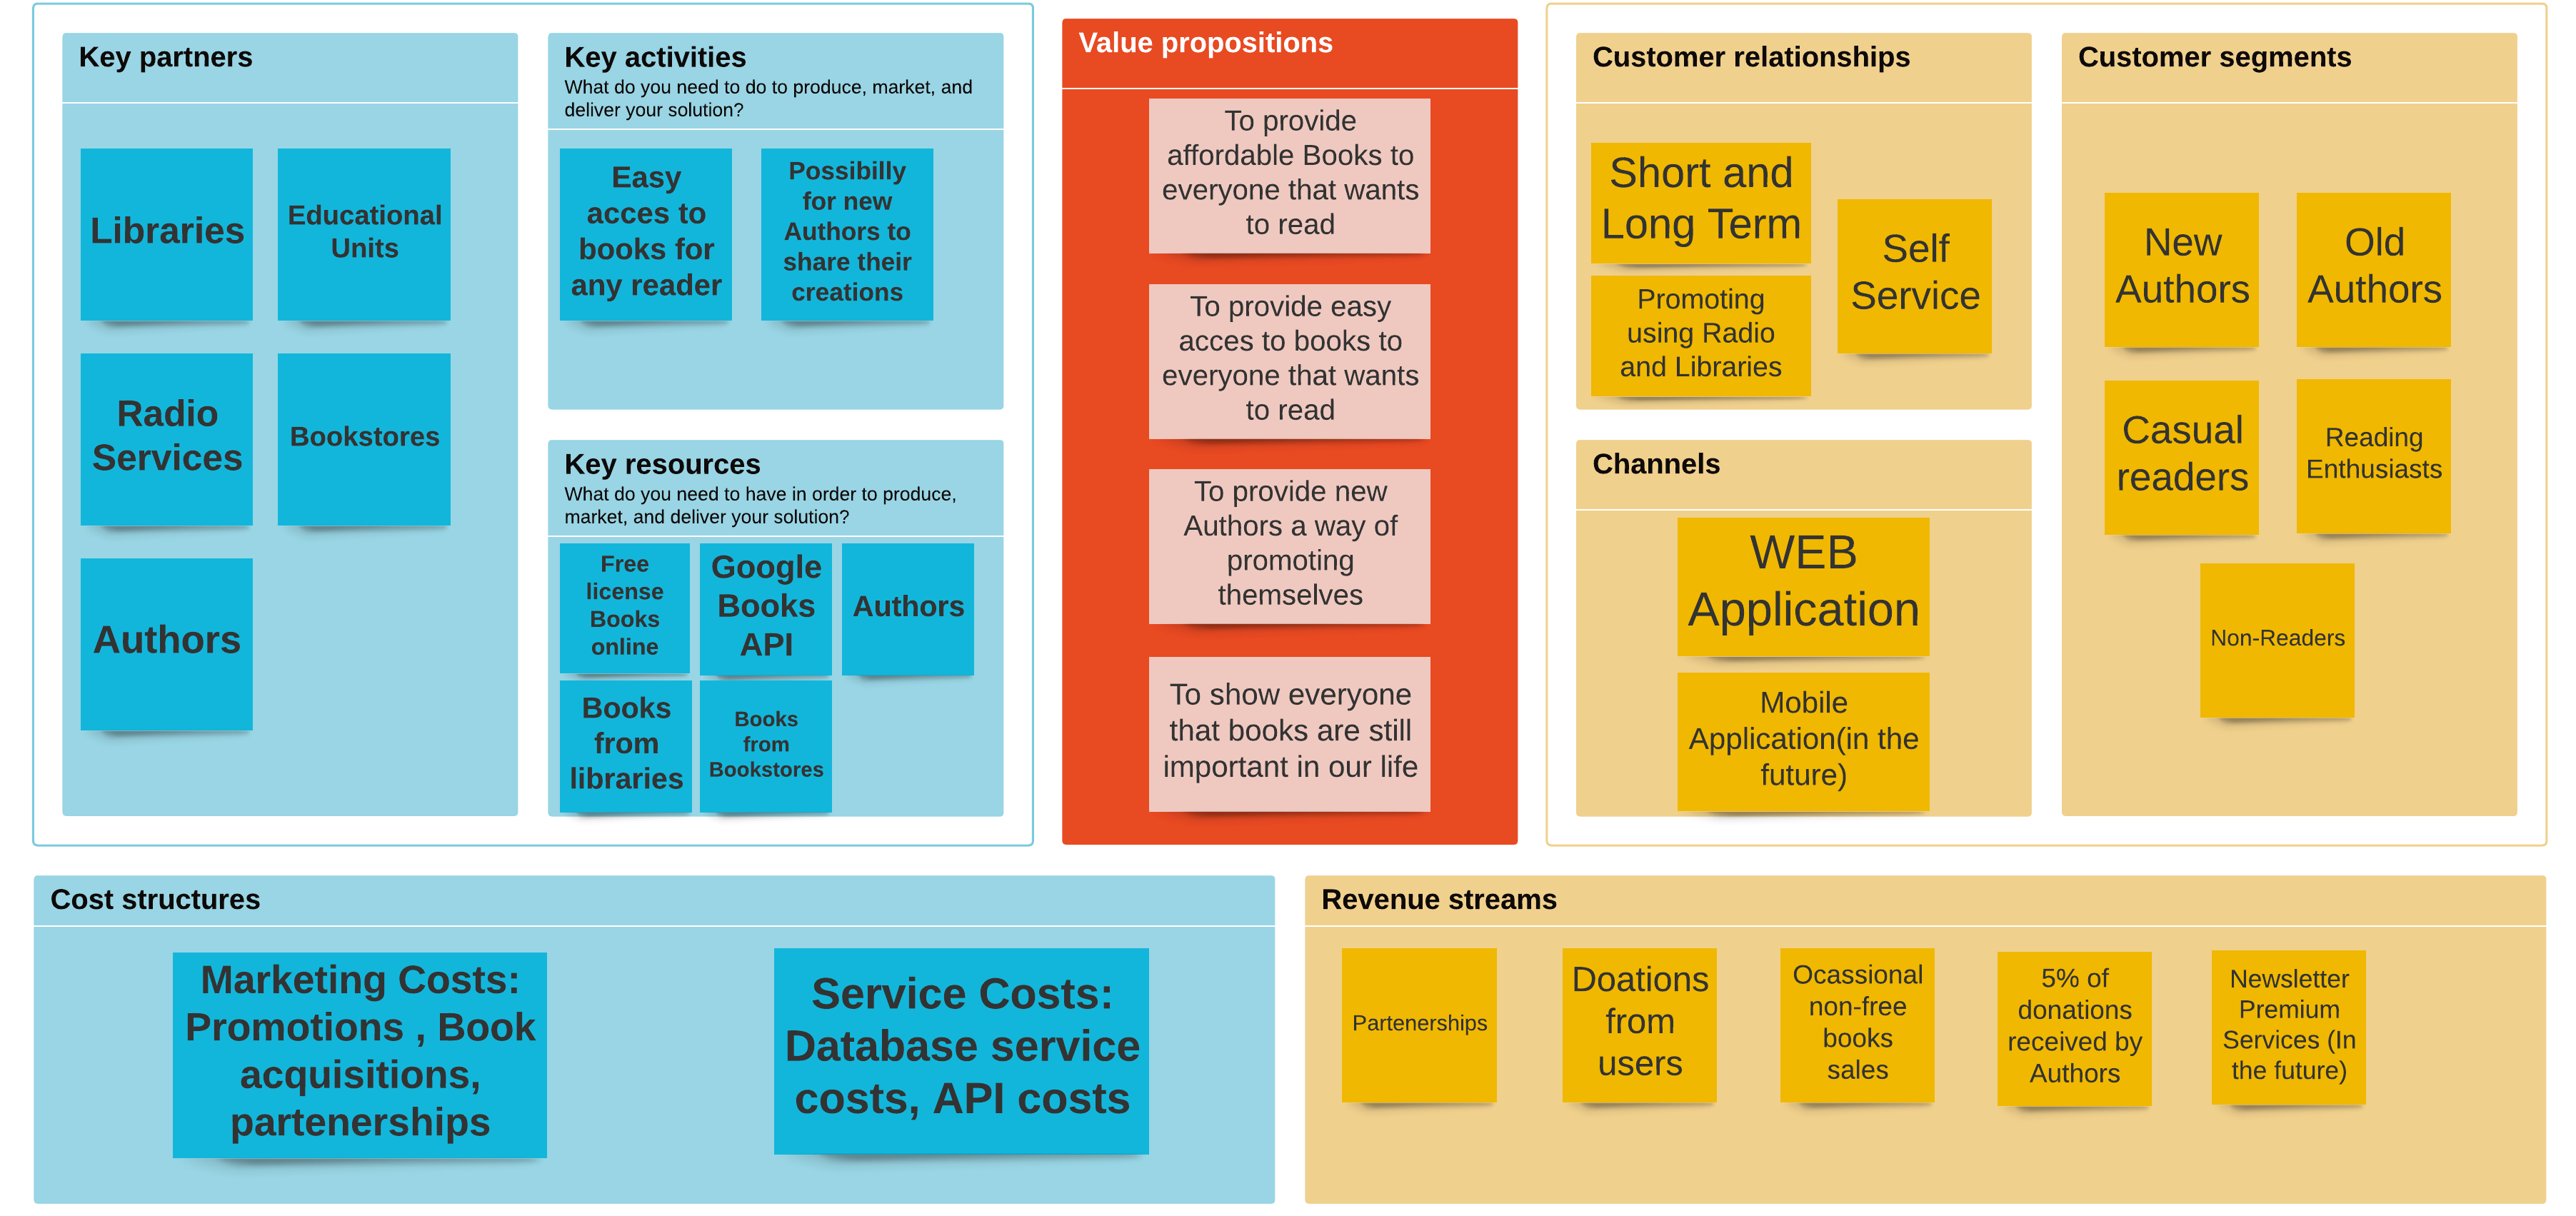 Key partners
Libraries
Educational
Units
Radio
Services
Bookstores
Authors
Key activities
What do you need to do to produce, market, and
deliver your solution?
Easy
acces to
books for
any reader
Possibilly
for new
Authors to
share their
creations
Key resources
What do you need to have in order to produce,
market, and deliver your solution?
Free
license
Books
online
Google
Books
API
Authors
Books
from
libraries
Books
from
Bookstores
Value propositions
To provide
affordable Books to
everyone that wants
to read
To provide easy
acces to books to
everyone that wants
to read
To provide new
Authors a way of
promoting
themselves
To show everyone
that books are still
important in our life
Customer relationships
Short and
Long Term
Self
Service
Promoting
using Radio
and Libraries
Channels
WEB
Application
Mobile
Application(in the
future)
Customer segments
New
Authors
Old
Authors
Casual
readers
Reading
Enthusiasts
Non-Readers
Cost structures
Marketing Costs:
Promotions , Book
acquisitions,
partenerships
Service Costs:
Database service
costs, API costs
Revenue streams
Partenerships
Doations
from
users
Ocassional
non-free
books
sales
5% of
donations
received by
Authors
Newsletter
Premium
Services (In
the future)